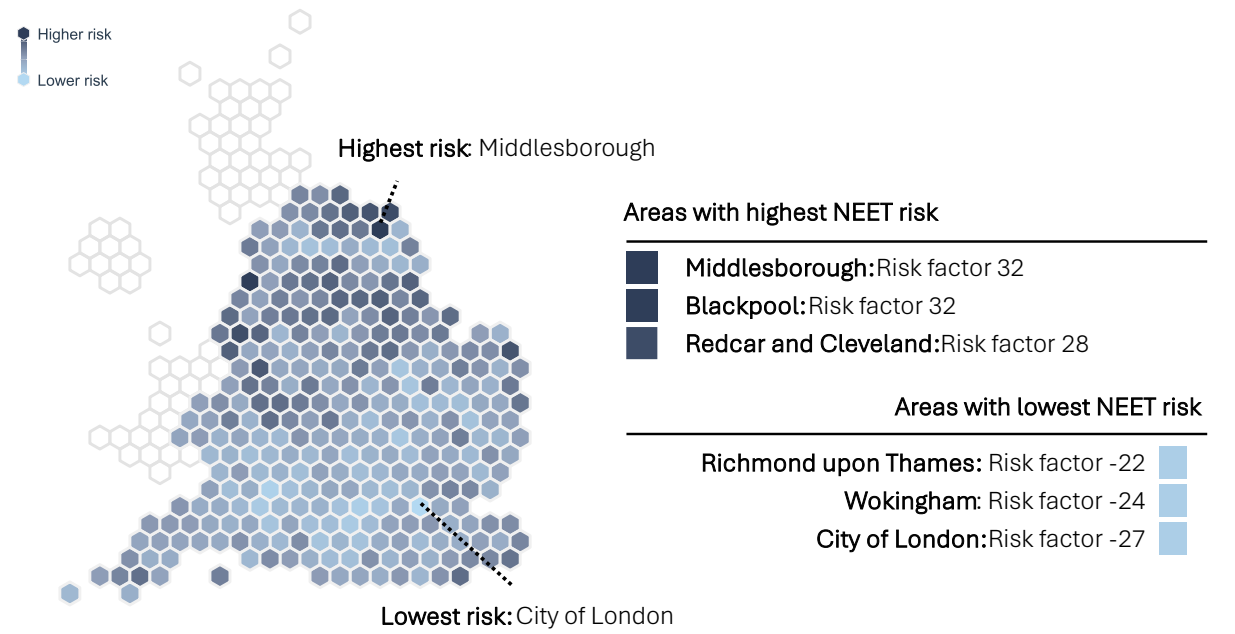 Higher risk
Lower risk
Highest risk: Middlesborough
Areas with highest NEET risk
Middlesborough: Risk factor 32
Blackpool: Risk factor 32
Redcar and Cleveland: Risk factor 28
Areas with lowest NEET risk
Richmond upon Thames: Risk factor -22
Wokingham: Risk factor -24
City of London: Risk factor -27
Lowest risk: City of London